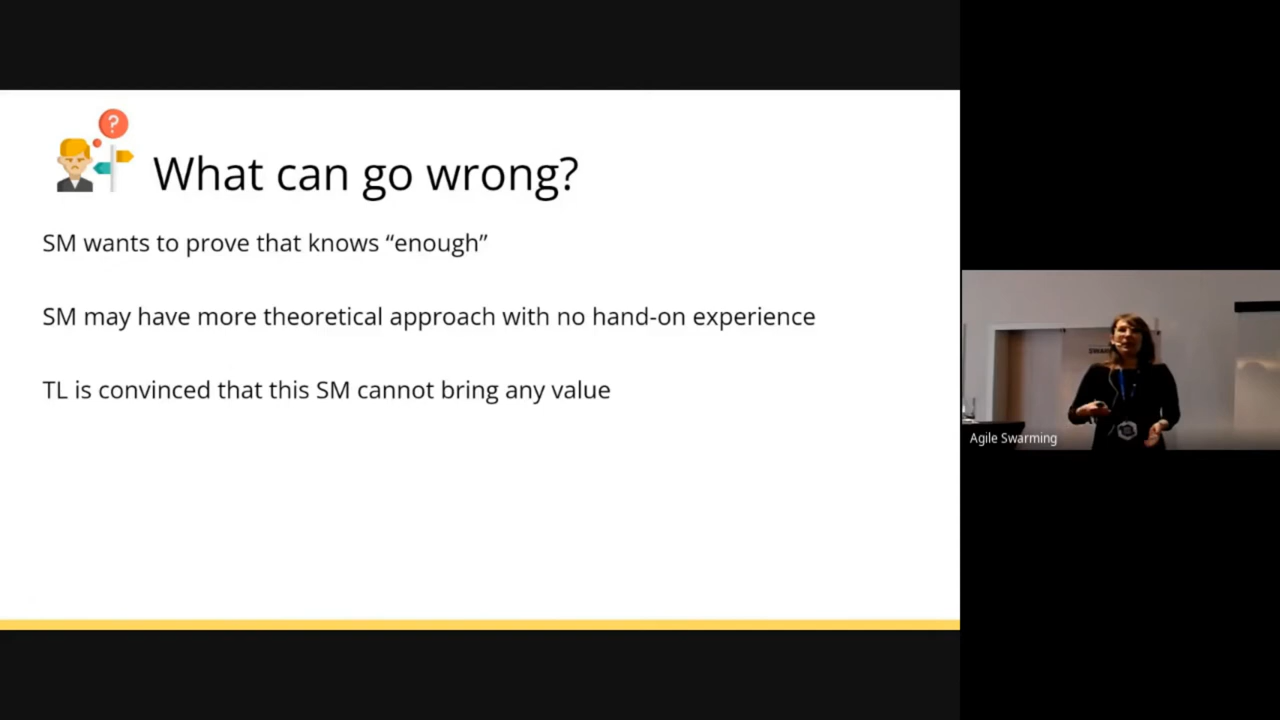 ?
What can go wrong?
SM wants to prove that knows “enough”
SM may have more theoretical approach with no hand-on experience
TL is convinced that this SM cannot bring any value
Agile Swarming